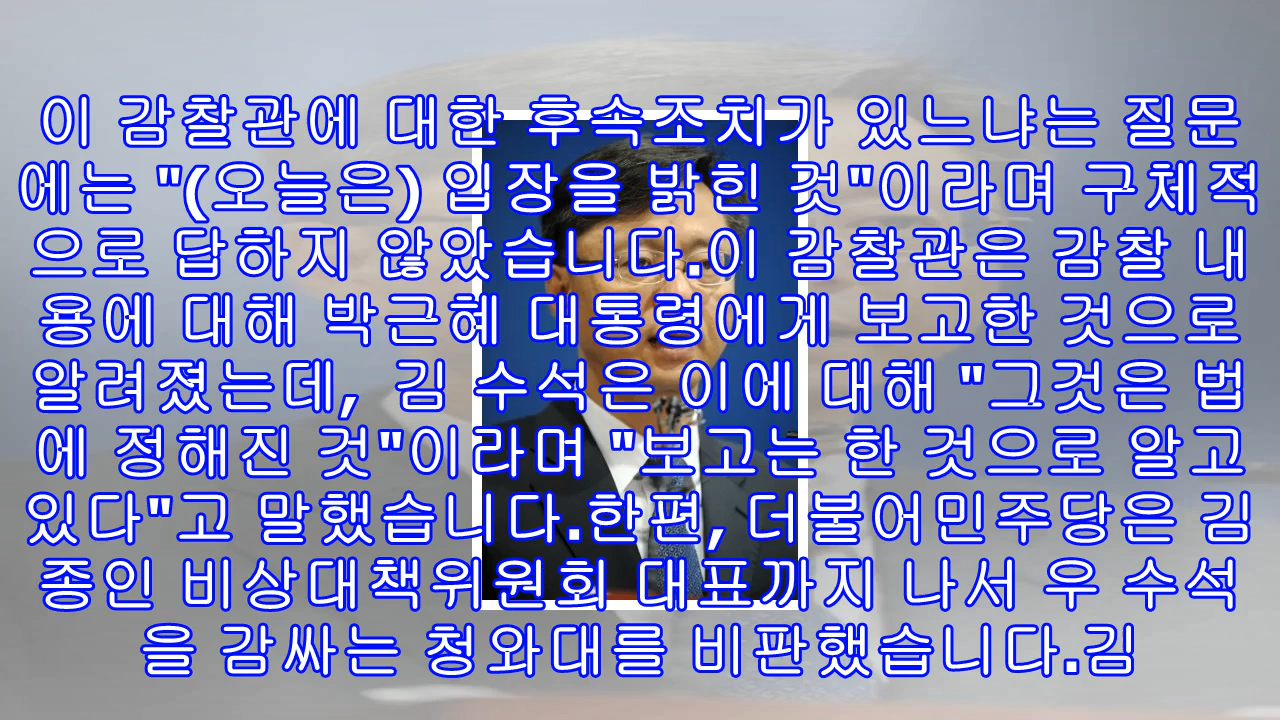 이 감찰관에 대한 후속조치가 있느냐는 질문
에는 "(오늘은) 입장을 밝힌 것"이라며 구체적
으로 답하지 않았습니다.이 감찰관은 감찰 내
용에 대해 박근혜 대통령에게 보고한 것으로
알려졌는데,  김 수석은 이에 대해 "그것은 법
에 정해진 것"이라며 "보고는 한 것으로 알고
있다"고 말했습니다.한편, 더불어민주당은 김
종인 비상대책위원회 대표까지 나서 우 수석
을 감싸는 청와대를 비판했습니다.김